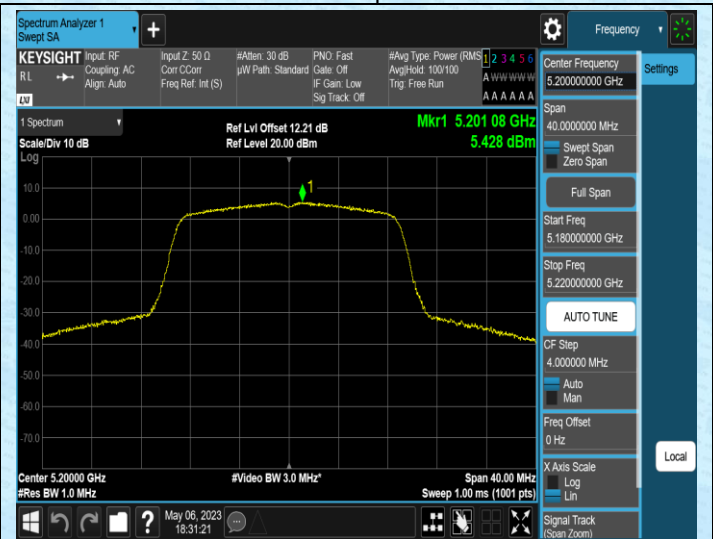 Spectrum Analyzer 1
Swept SA
+
Frequency
KEYSIGHT
RL
LXI
Input: RF
Coupling: AC
Align: Auto
Input Z: 50 Ω
Corr CCorr
Freq Ref: Int (S)
#Atten: 30 dB
µW Path: Standard
PNO: Fast
Gate: Off
IF Gain: Low
Sig Track: Off
#Avg Type: Power (RMS
Avg|Hold: 100/100
Trig: Free Run
1 2 3 4 5 6
A W W W W W
A A A A A A
1 Spectrum
Scale/Div 10 dB
Log
Ref Lvl Offset 12.21 dB
Ref Level 20.00 dBm
Mkr1 5.201 08 GHz
5.428 dBm
1
10.0
0.00
-10.0
-20.0
-30.0
-40.0
-50.0
-60.0
-70.0
Center 5.20000 GHz
#Res BW 1.0 MHz
#Video BW 3.0 MHz*
Span 40.00 MHz
Sweep 1.00 ms (1001 pts)
?
May 06, 2023
18:31:21
Center Frequency
5.200000000 GHz
Span
40.0000000 MHz
Swept Span
Zero Span
Full Span
Start Freq
5.180000000 GHz
Stop Freq
5.220000000 GHz
AUTO TUNE
CF Step
4.000000 MHz
Auto
Man
Freq Offset
0 Hz
X Axis Scale
Log
Lin
Signal Track
(Span Zoom)
Settings
Local